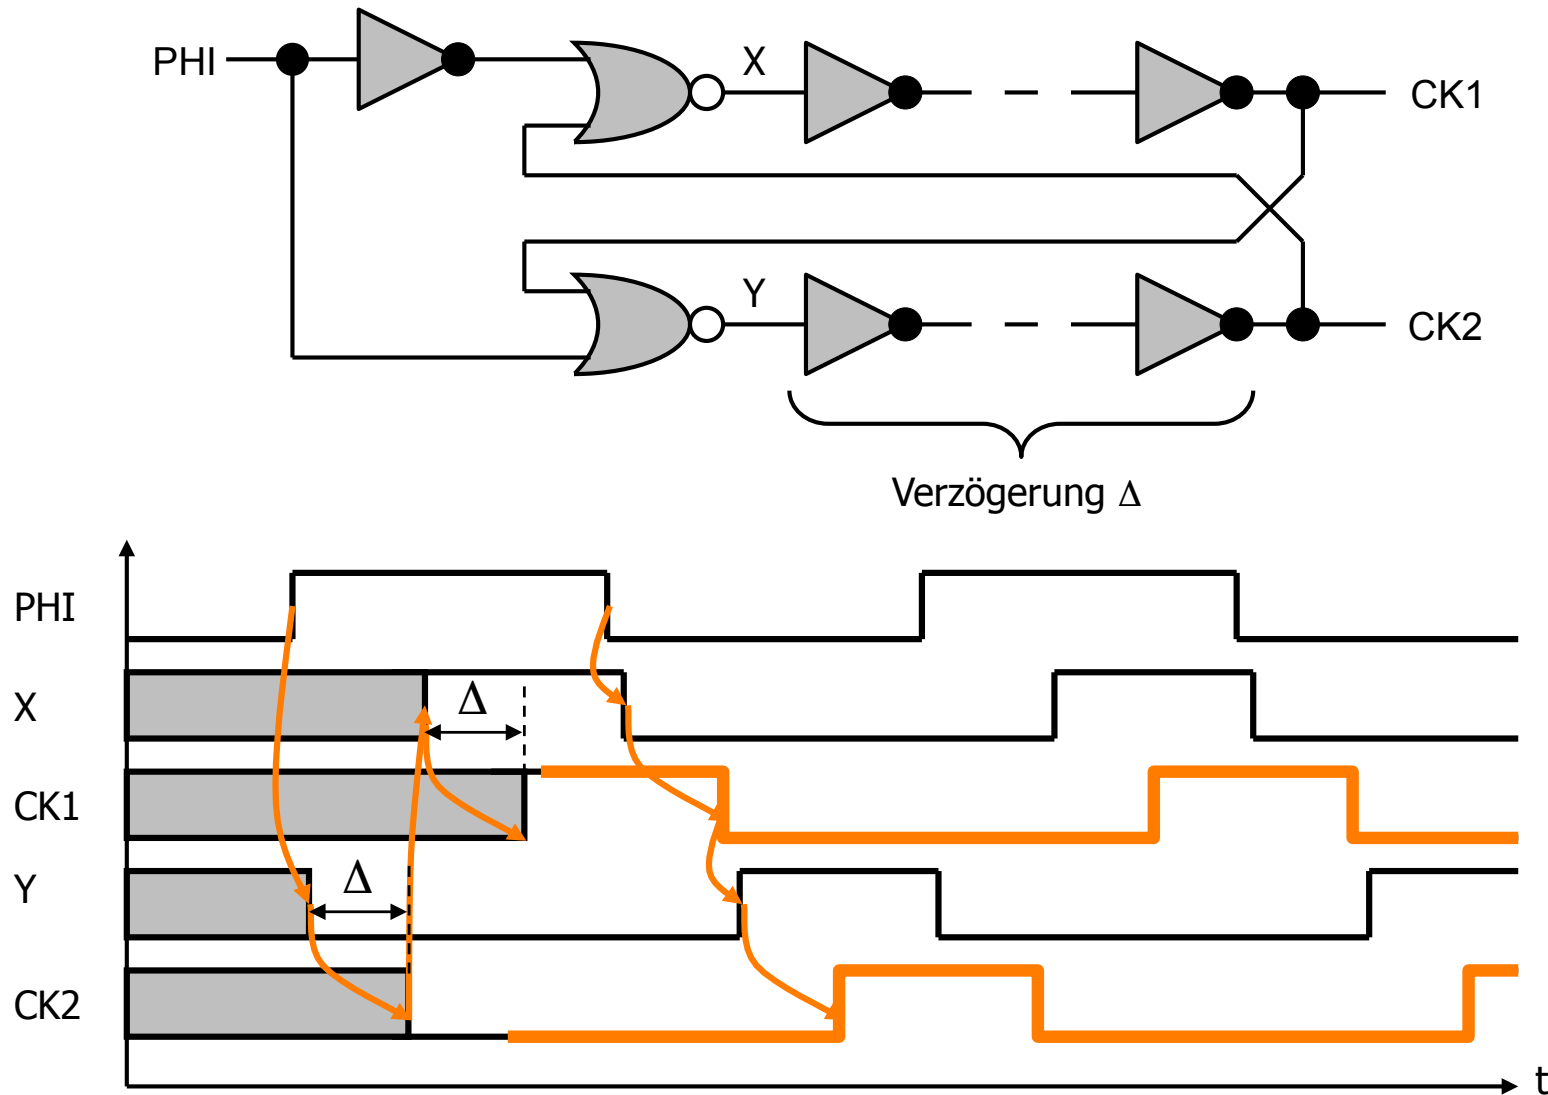 PHI
X
CK1
Y
CK2
Verzögerung Δ
PHI
X
Δ
CK1
Y
Δ
CK2
t